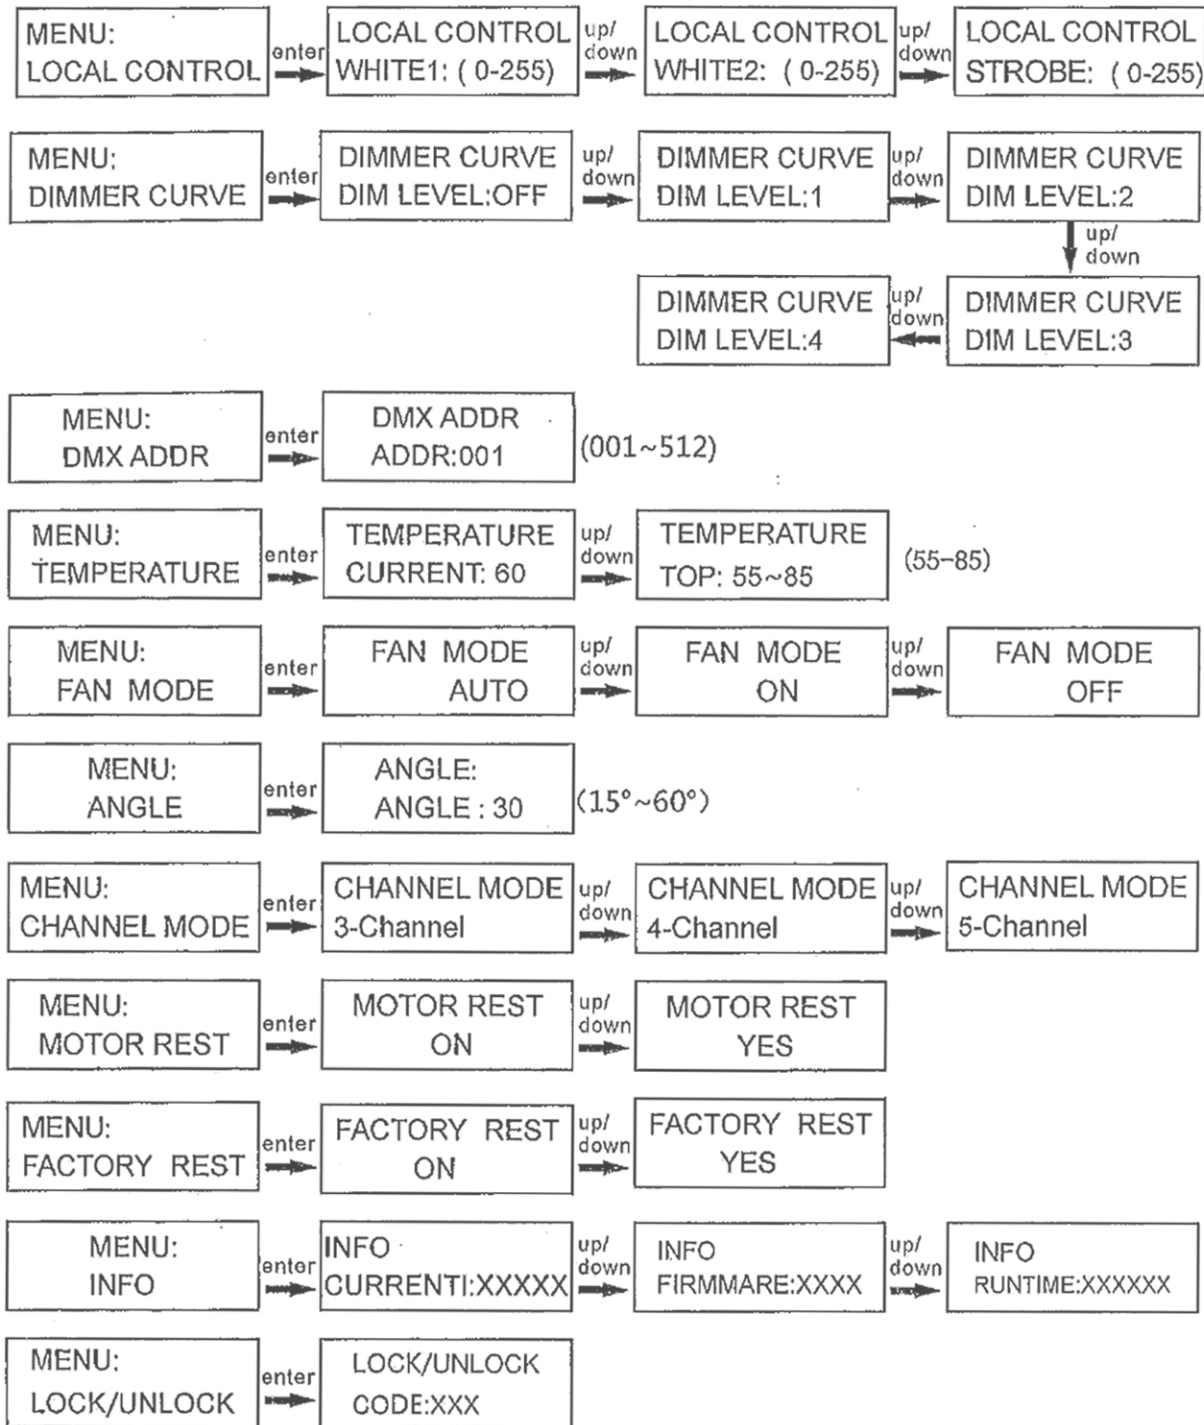 MENU:
LOCAL CONTROL
enter
LOCAL CONTROL
WHITE1: ( 0-255)
up/
down
LOCAL CONTROL
WHITE2: ( 0-255)
up/
down
LOCAL CONTROL
STROBE: ( 0-255)
MENU:
DIMMER CURVE
enter
DIMMER CURVE
DIM LEVEL:OFF
up/
down
DIMMER CURVE
DIM LEVEL:1
up/
down
DIMMER CURVE
DIM LEVEL:2
up/
down
DIMMER CURVE
DIM LEVEL:3
up/
down
DIMMER CURVE
DIM LEVEL:4
MENU:
DMX ADDR
enter
DMX ADDR
ADDR:001
(001~512)
MENU:
TEMPERATURE
enter
TEMPERATURE
CURRENT: 60
up/
down
TEMPERATURE
TOP: 55~85
(55-85)
MENU:
FAN MODE
enter
FAN MODE
AUTO
up/
down
FAN MODE
ON
up/
down
FAN MODE
OFF
MENU:
ANGLE
enter
ANGLE:
ANGLE : 30
(15°~60°)
MENU:
CHANNEL MODE
enter
CHANNEL MODE
3-Channel
up/
down
CHANNEL MODE
4-Channel
up/
down
CHANNEL MODE
5-Channel
MENU:
MOTOR REST
enter
MOTOR REST
ON
up/
down
MOTOR REST
YES
MENU:
FACTORY REST
enter
FACTORY REST
ON
up/
down
FACTORY REST
YES
MENU:
INFO
enter
INFO
CURRENTI:XXXXX
up/
down
INFO
FIRMMARE:XXXX
up/
down
INFO
RUNTIME:XXXXXX
MENU:
LOCK/UNLOCK
enter
LOCK/UNLOCK
CODE:XXX